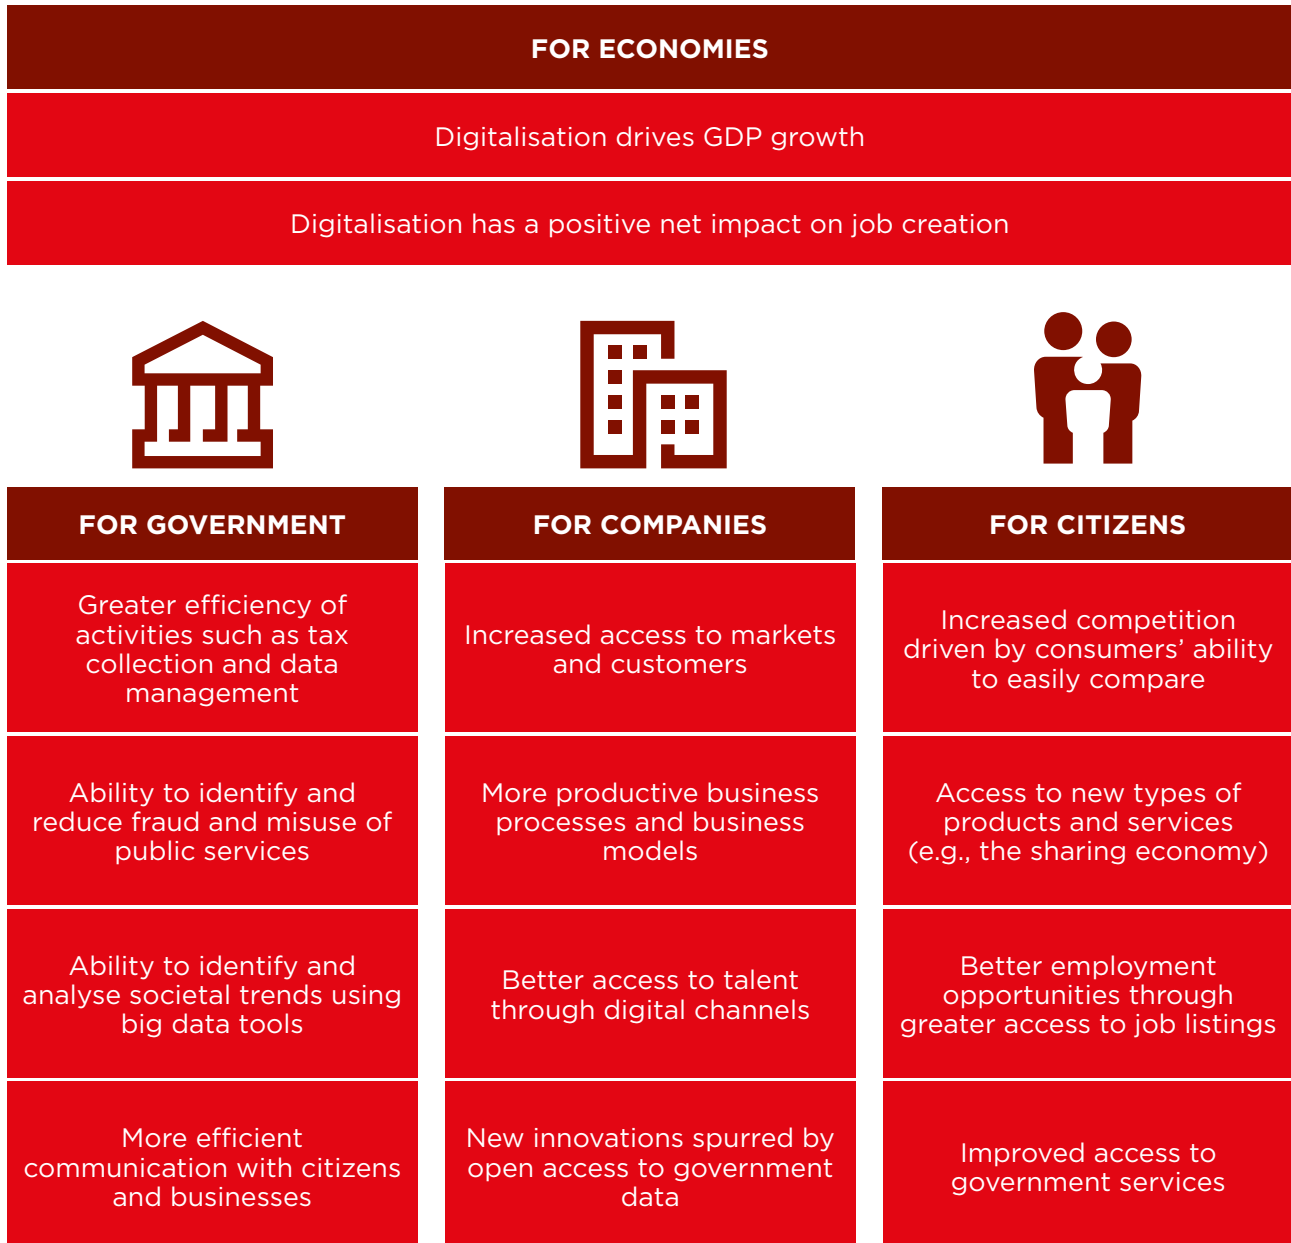 FOR ECONOMIES
Digitalisation drives GDP growth
Digitalisation has a positive net impact on job creation
FOR GOVERNMENT
Greater efficiency of
activities such as tax
collection and data
management
Ability to identify and
reduce fraud and misuse of
public services
Ability to identify and
analyse societal trends using
big data tools
More efficient
communication with citizens
and businesses
FOR COMPANIES
Increased access to markets
and customers
More productive business
processes and business
models
Better access to talent
through digital channels
New innovations spurred by
open access to government
data
FOR CITIZENS
Increased competition
driven by consumers’ ability
to easily compare
Access to new types of
products and services
(e.g., the sharing economy)
Better employment
opportunities through
greater access to job listings
Improved access to
government services